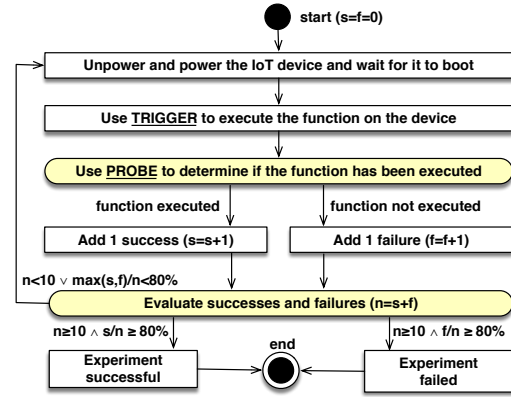 start (s=f=0)
Unpower and power the IoT device and wait for it to boot
Use TRIGGER to execute the function on the device
Use PROBE to determine if the function has been executed
function executed
function not executed
Add 1 success (s=s+1)
Add 1 failure (f=f+1)
n<10 ∨ max(s,f)/n<80%
Evaluate successes and failures (n=s+f)
n≥10 ∧ s/n ≥ 80%
n≥10 ∧ f/n ≥ 80%
end
Experiment
successful
Experiment
failed